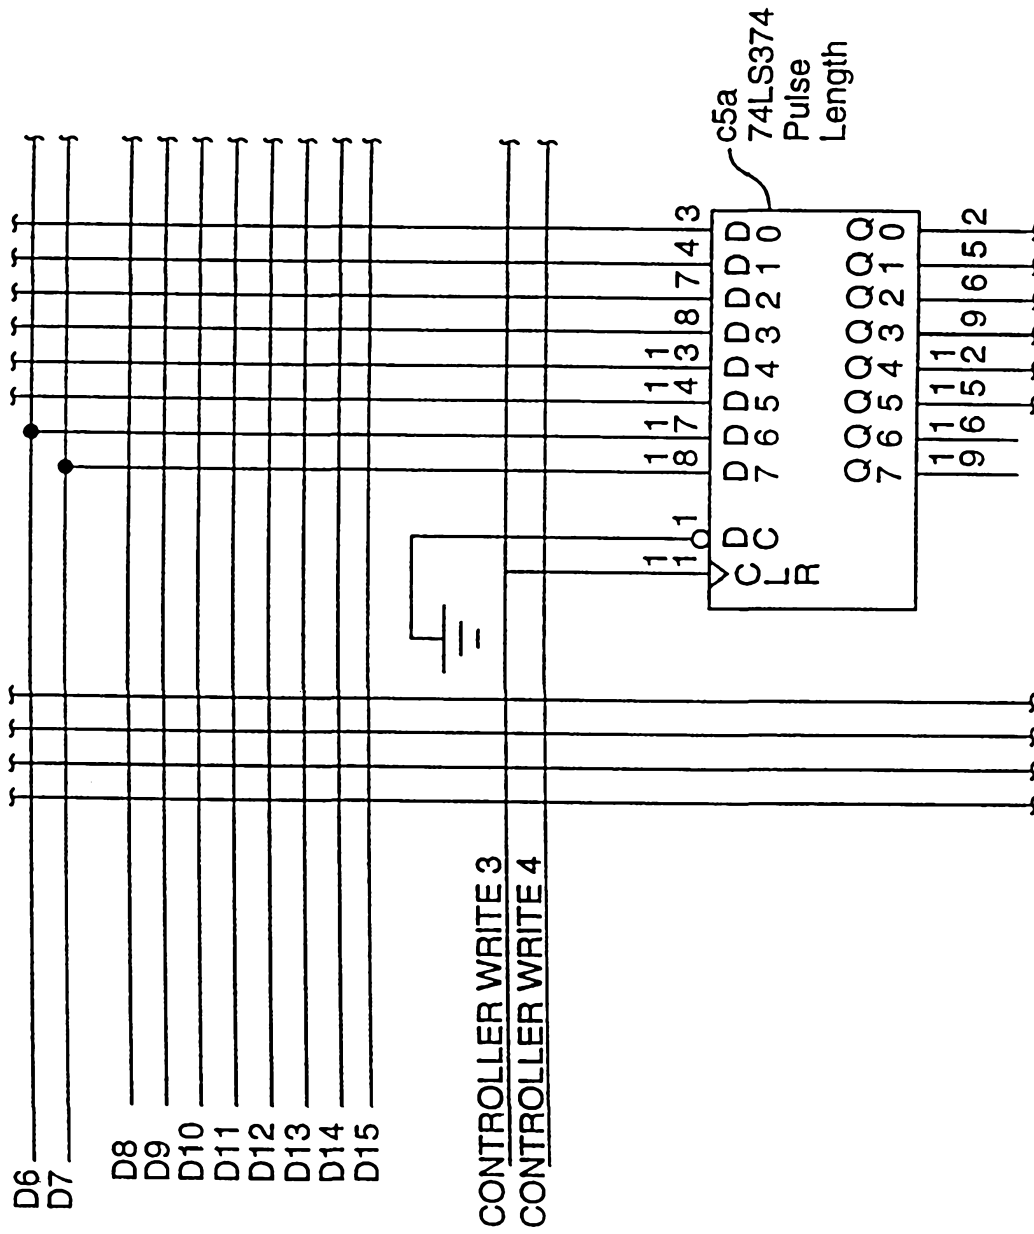 D6
D7
D8
D9
D10
D11
D12
D13
D14
D15
CONTROLLER WRITE 3
CONTROLLER WRITE 4
c5a
74LS374
Pulse
Length
3
4
7
8
13
14
17
18
1
11
D0
D1
D2
D3
D4
D5
D6
D7
DC
CLR
Q0
Q1
Q2
Q3
Q4
Q5
Q6
Q7
2
5
6
9
12
15
16
19